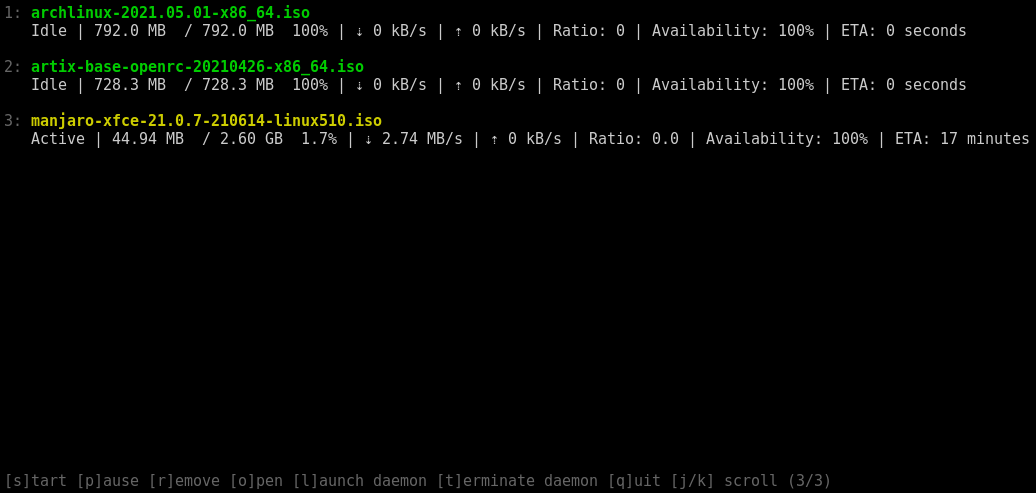 1: archlinux-2021.05.01-x86_64.iso
Idle | 792.0 MB  / 792.0 MB  100% | ↓ 0 kB/s | ↑ 0 kB/s | Ratio: 0 | Availability: 100% | ETA: 0 seconds
2: artix-base-openrc-20210426-x86_64.iso
Idle | 728.3 MB  / 728.3 MB  100% | ↓ 0 kB/s | ↑ 0 kB/s | Ratio: 0 | Availability: 100% | ETA: 0 seconds
3: manjaro-xfce-21.0.7-210614-linux510.iso
Active | 44.94 MB  / 2.60 GB  1.7% | ↓ 2.74 MB/s | ↑ 0 kB/s | Ratio: 0.0 | Availability: 100% | ETA: 17 minutes
[s]tart [p]ause [r]emove [o]pen [l]aunch daemon [t]erminate daemon [q]uit [j/k] scroll (3/3)